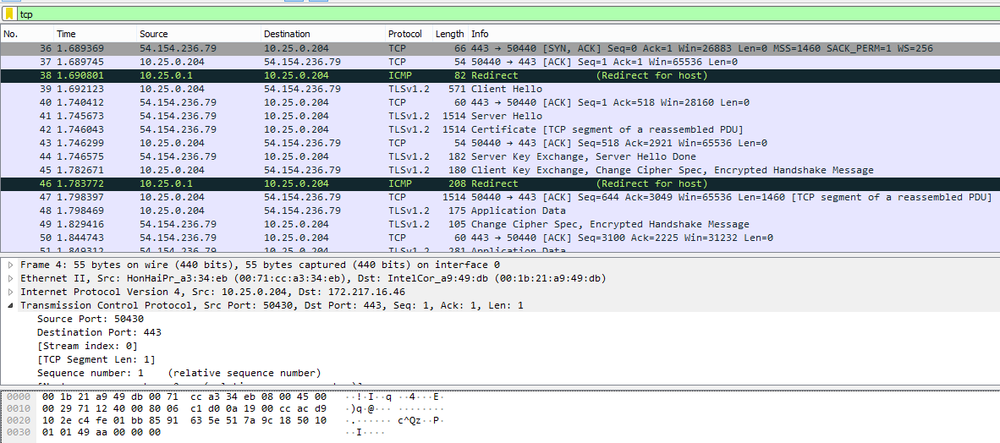 tcp
No. Time Source Destination Protocol Length Info
36 1.689369 54.154.236.79 10.25.0.204 TCP 66 443 → 50440 [SYN, ACK] Seq=0 Ack=1 Win=26883 Len=0 MSS=1460 SACK_PERM=1 WS=256
37 1.689745 10.25.0.204 54.154.236.79 TCP 54 50440 → 443 [ACK] Seq=1 Ack=1 Win=65536 Len=0
38 1.690801 10.25.0.1 10.25.0.204 ICMP 82 Redirect (Redirect for host)
39 1.692123 10.25.0.204 54.154.236.79 TLSv1.2 571 Client Hello
40 1.740412 54.154.236.79 10.25.0.204 TCP 60 443 → 50440 [ACK] Seq=1 Ack=518 Win=28160 Len=0
41 1.745673 54.154.236.79 10.25.0.204 TLSv1.2 1514 Server Hello
42 1.746043 54.154.236.79 10.25.0.204 TLSv1.2 1514 Certificate [TCP segment of a reassembled PDU]
43 1.746299 10.25.0.204 54.154.236.79 TCP 54 50440 → 443 [ACK] Seq=518 Ack=2921 Win=65536 Len=0
44 1.746575 54.154.236.79 10.25.0.204 TLSv1.2 182 Server Key Exchange, Server Hello Done
45 1.782671 10.25.0.204 54.154.236.79 TLSv1.2 180 Client Key Exchange, Change Cipher Spec, Encrypted Handshake Message
46 1.783772 10.25.0.1 10.25.0.204 ICMP 208 Redirect (Redirect for host)
47 1.798397 10.25.0.204 54.154.236.79 TCP 1514 50440 → 443 [ACK] Seq=644 Ack=3049 Win=65536 Len=1460 [TCP segment of a reassembled PDU]
48 1.798469 10.25.0.204 54.154.236.79 TLSv1.2 175 Application Data
49 1.829416 54.154.236.79 10.25.0.204 TLSv1.2 105 Change Cipher Spec, Encrypted Handshake Message
50 1.844743 54.154.236.79 10.25.0.204 TCP 60 443 → 50440 [ACK] Seq=3100 Ack=2225 Win=31232 Len=0
51 1.849312 54.154.236.79 10.25.0.204 TLSv1.2 281 Application Data
Frame 4: 55 bytes on wire (440 bits), 55 bytes captured (440 bits) on interface 0
Ethernet II, Src: HonHaiPr_a3:34:eb (00:71:cc:a3:34:eb), Dst: IntelCor_a9:49:db (00:1b:21:a9:49:db)
Internet Protocol Version 4, Src: 10.25.0.204, Dst: 172.217.16.46
Transmission Control Protocol, Src Port: 50430, Dst Port: 443, Seq: 1, Ack: 1, Len: 1
Source Port: 50430
Destination Port: 443
[Stream index: 0]
[TCP Segment Len: 1]
Sequence number: 1 (relative sequence number)
0000 00 1b 21 a9 49 db 00 71 cc a3 34 eb 08 00 45 00 ··!·I··q ··4···E·
0010 00 29 71 12 40 00 80 06 c1 d0 0a 19 00 cc ac d9 ·)q·@··· ········
0020 10 2e c4 fe 01 bb 85 91 63 5e 51 7a 9c 18 50 10 ·.······ c^Qz··P·
0030 01 01 49 aa 00 00 00 ··I····